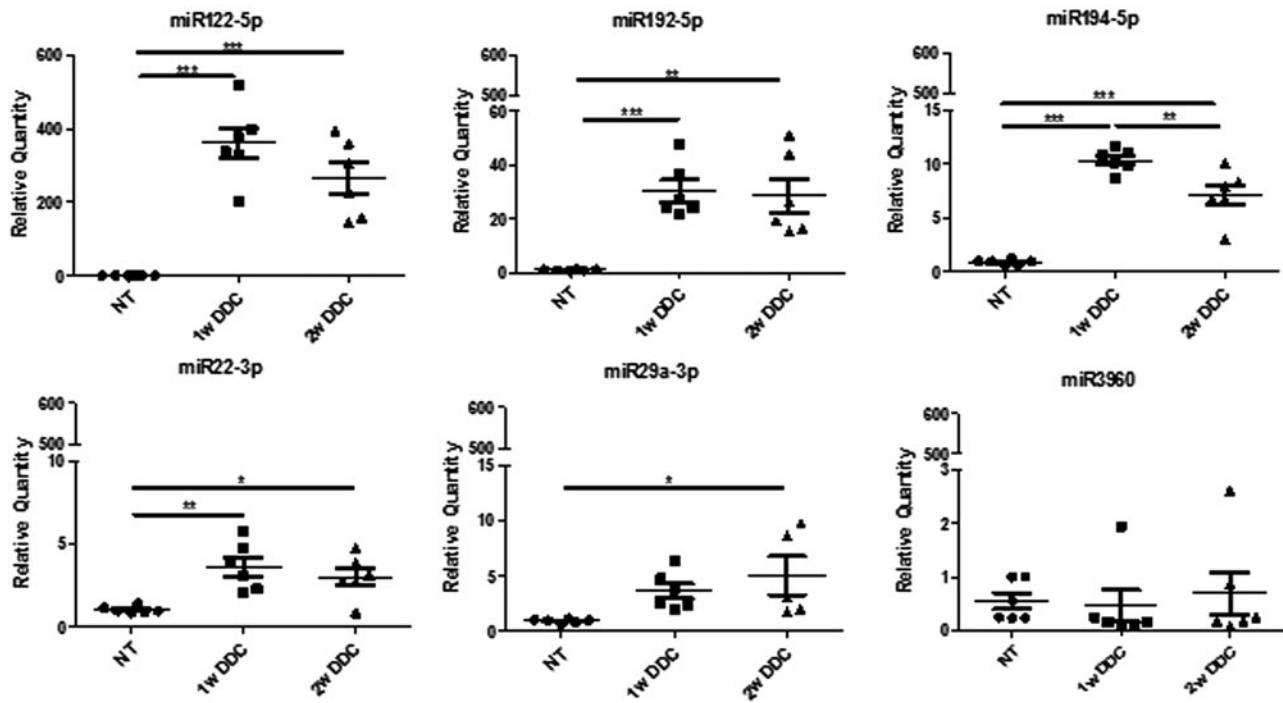 miR122-5p
***
***
600
400
200
0
Relative Quantity
NT
1w DDC
2w DDC
miR192-5p
**
***
600
500
60
40
20
0
Relative Quantity
NT
1w DDC
2w DDC
miR194-5p
***
***
**
600
500
15
10
5
0
Relative Quantity
NT
1w DDC
2w DDC
miR22-3p
*
**
600
500
10
5
0
Relative Quantity
NT
1w DDC
2w DDC
miR29a-3p
*
600
500
15
10
5
0
Relative Quantity
NT
1w DDC
2w DDC
miR3960
600
500
3
2
1
0
Relative Quantity
NT
1w DDC
2w DDC